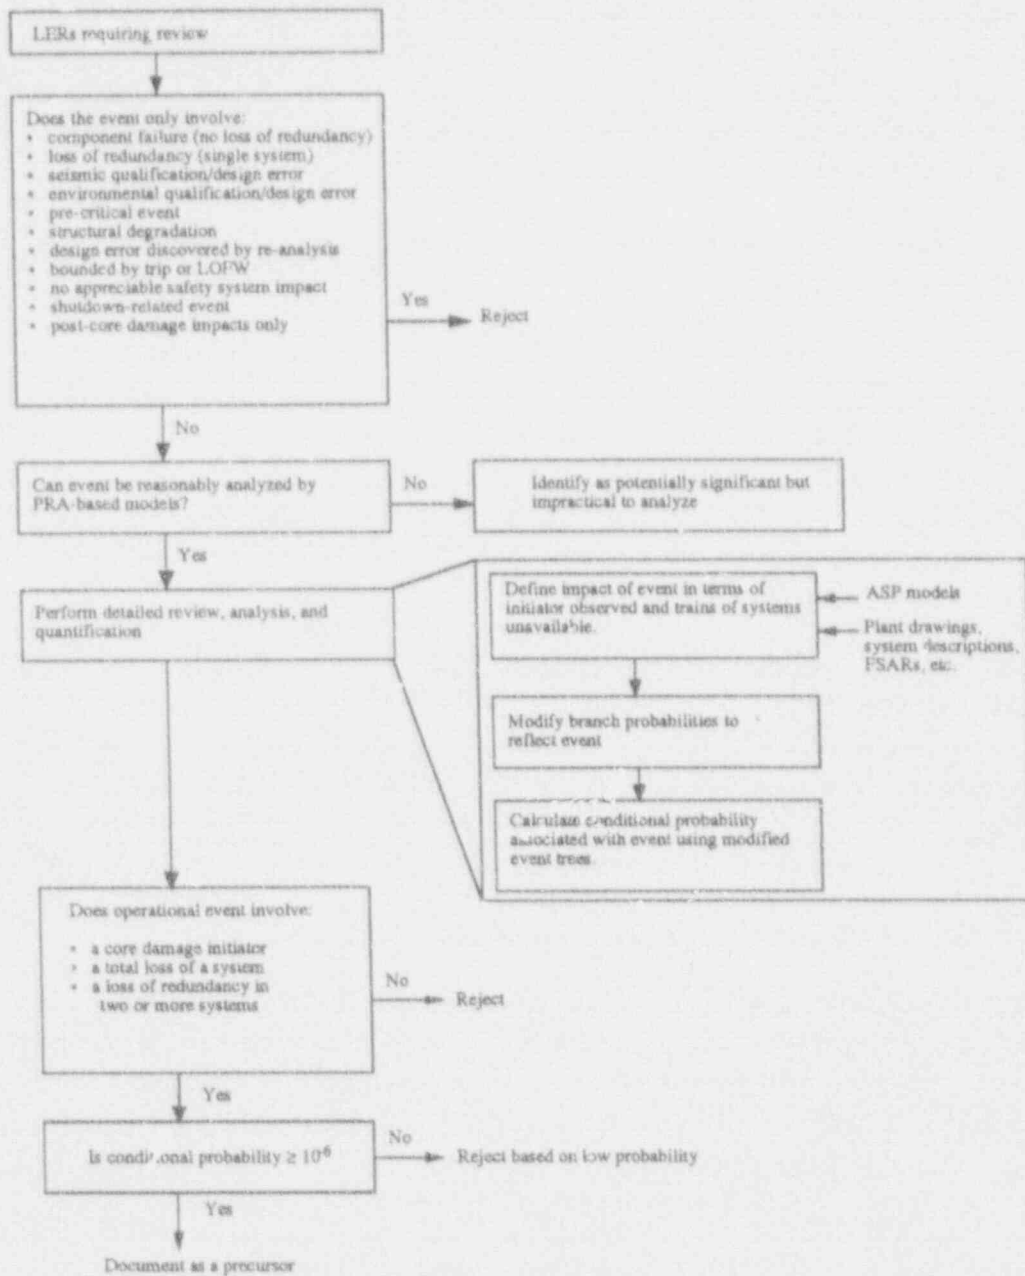 LERs requiring review
Does the event only involve:
• component failure (no loss of redundancy)
• loss of redundancy (single system)
• seismic qualification/design error
• environmental qualification/design error
• pre-critical event
• structural degradation
• design error discovered by re-analysis
• bounded by trip or LOFW
• no appreciable safety system impact
• shutdown-related event
• post-core damage impacts only
Yes
Reject
No
Can event be reasonably analyzed by
PRA-based models?
No
Identify as potentially significant but
impractical to analyze
Yes
Perform detailed review, analysis, and
quantification
Define impact of event in terms of
initiator observed and trains of systems
unavailable.
ASP models
Plant drawings,
system descriptions,
FSARs, etc.
Modify branch probabilities to
reflect event
Calculate conditional probability
associated with event using modified
event trees.
Does operational event involve:
• a core damage initiator
• a total loss of a system
• a loss of redundancy in
two or more systems
No
Reject
Yes
Is conditional probability ≥ 10⁻⁶
No
Reject based on low probability
Yes
Document as a precursor